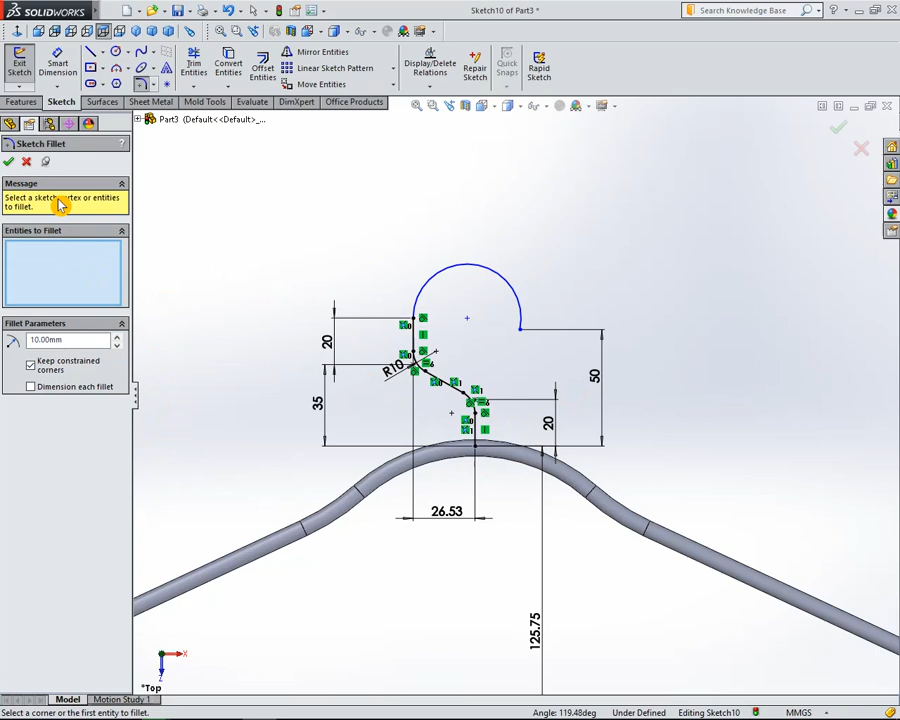 SOLIDWORKS
Sketch10 of Part3 *
Search Knowledge Base
Exit Sketch
Smart Dimension
Trim Entities
Convert Entities
Offset Entities
Mirror Entities
Linear Sketch Pattern
Move Entities
Display/Delete Relations
Repair Sketch
Quick Snaps
Rapid Sketch
Features
Sketch
Surfaces
Sheet Metal
Mold Tools
Evaluate
DimXpert
Office Products
Part3 (Default<<Default>_...
Sketch Fillet
?
Message
Select a sketch vertex or entities
to fillet.
Entities to Fillet
Fillet Parameters
10.00mm
Keep constrained
corners
Dimension each fillet
20
R10
35
50
20
26.53
125.75
X
Z
*Top
Model
Motion Study 1
Select a corner or the first entity to fillet.
Angle: 119.48deg
Under Defined
Editing Sketch10
MMGS